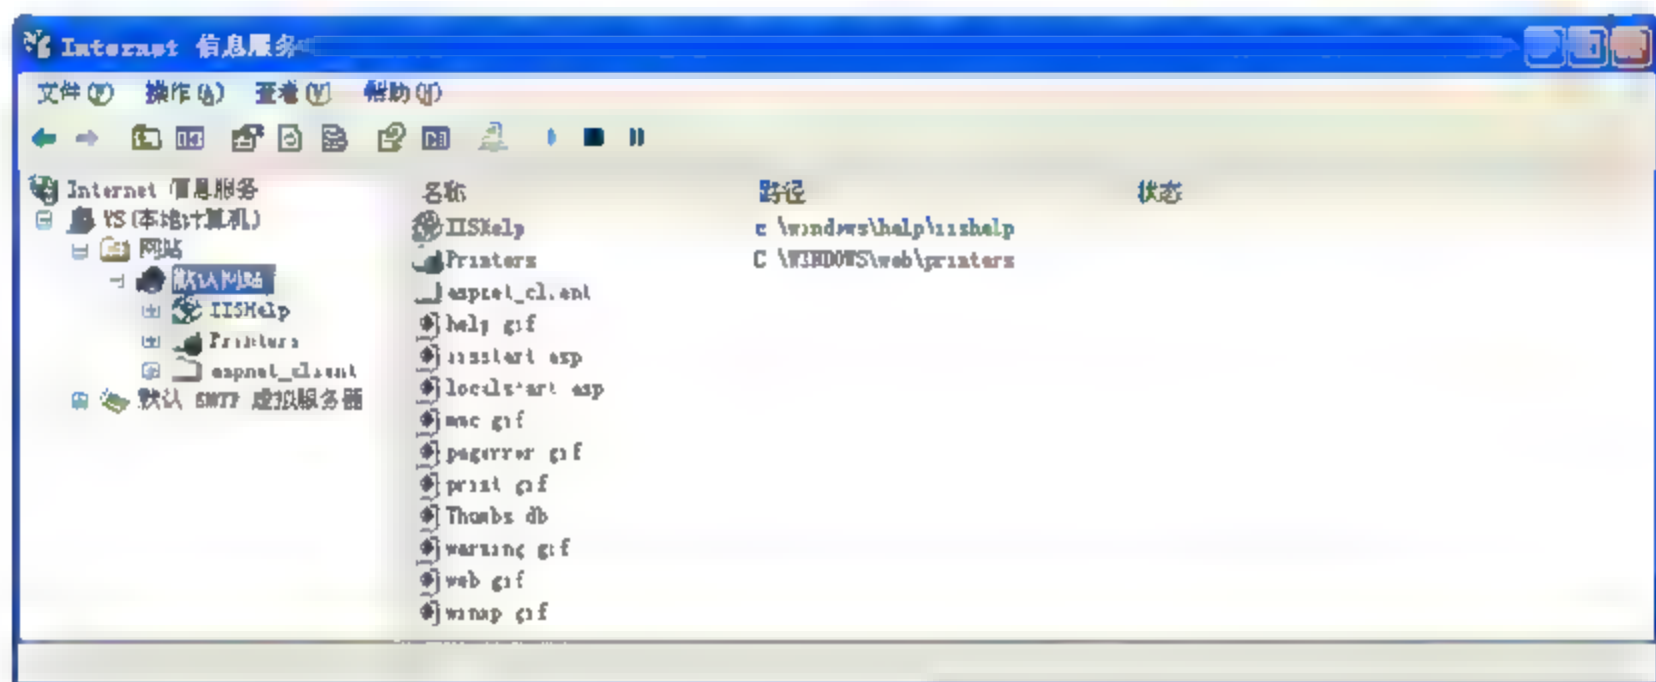 Internet 信息服务
文件(F) 操作(A) 查看(V) 帮助(H)
Internet 信息服务
YS(本地计算机)
网站
默认网站
IISHelp
Printers
aspnet_client
默认 SMTP 虚拟服务器
名称 路径 状态
IISHelp c \windows\help\iishelp
Printers C \WINDOWS\web\printers
aspnet_client
help gif
iisstart asp
localstart asp
mmc gif
pagerror gif
print gif
Thumbs db
warning gif
web gif
winxp gif